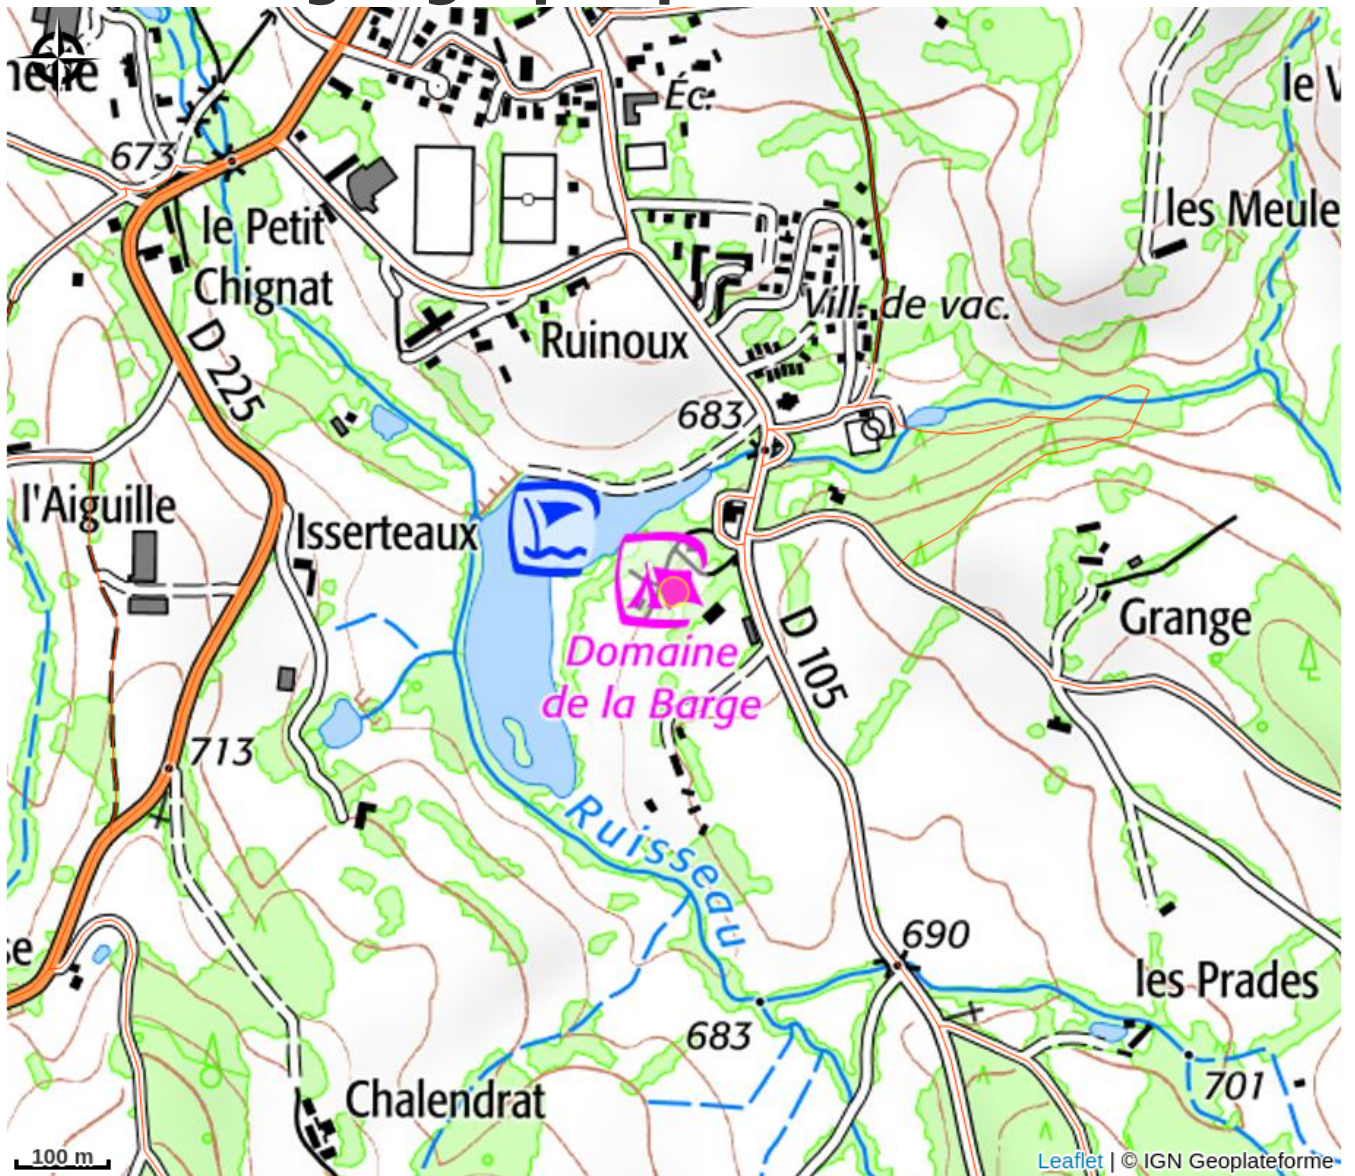 Éc.
673
les Meule
le Petit
Chignat
Vill. de vac.
Ruinoux
D 225
683
l'Aiguille
Isserteaux
Grange
D 105
Domaine
de la Barge
713
Ruisseau
690
les Prades
683
701
Chalendrat
100 m
Leaflet | © IGN Geoplateforme